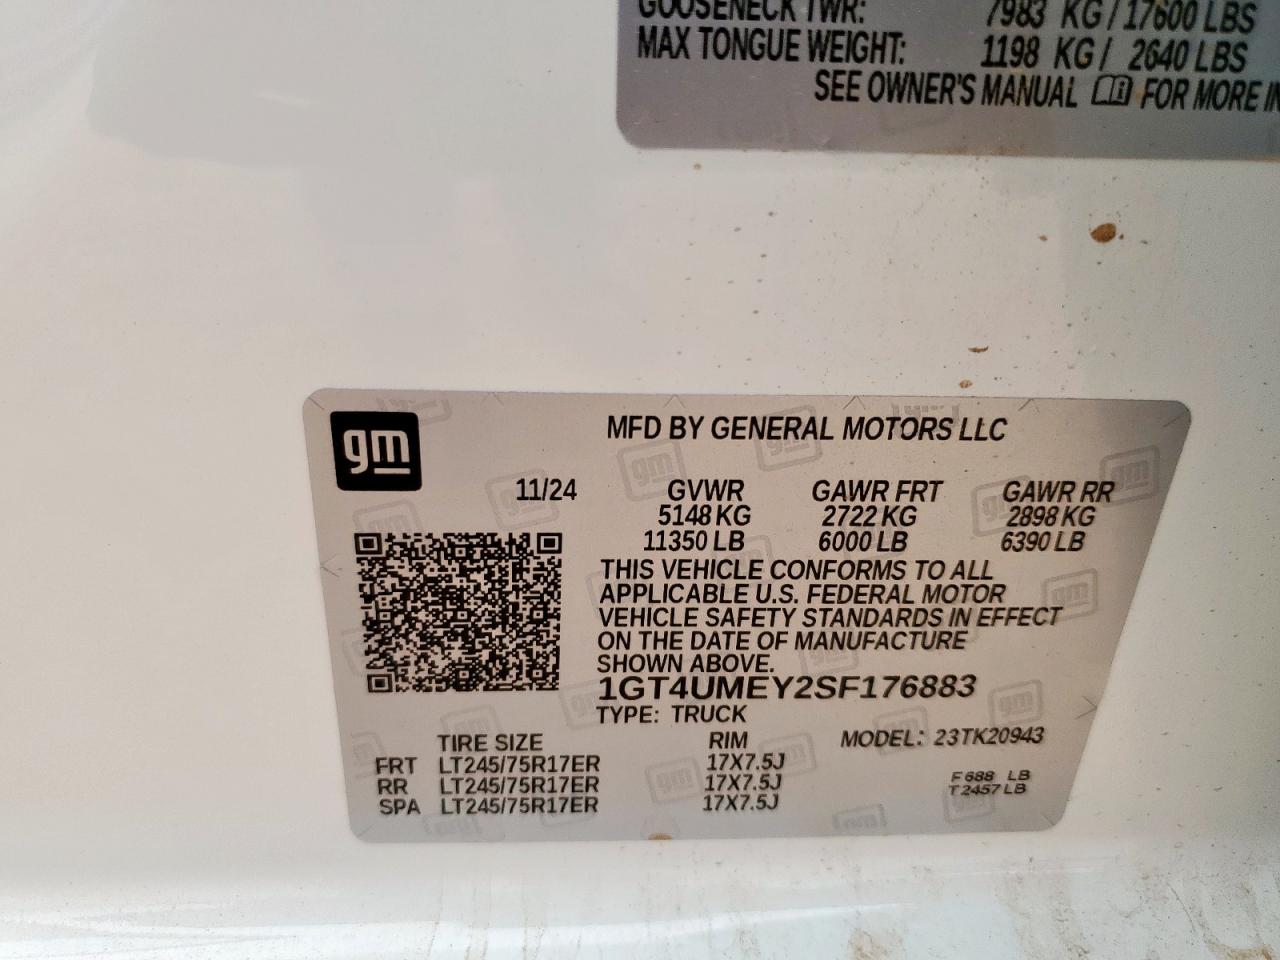 GOOSENECK TWR: 7983 KG/17600 LBS
MAX TONGUE WEIGHT: 1198 KG/ 2640 LBS
SEE OWNER'S MANUAL FOR MORE IN
gm
MFD BY GENERAL MOTORS LLC
11/24 GVWR GAWR FRT GAWR RR
5148 KG 2722 KG 2898 KG
11350 LB 6000 LB 6390 LB
THIS VEHICLE CONFORMS TO ALL
APPLICABLE U.S. FEDERAL MOTOR
VEHICLE SAFETY STANDARDS IN EFFECT
ON THE DATE OF MANUFACTURE
SHOWN ABOVE.
1GT4UMEY2SF176883
TYPE: TRUCK
TIRE SIZE RIM MODEL: 23TK20943
FRT LT245/75R17ER 17X7.5J
RR LT245/75R17ER 17X7.5J
SPA LT245/75R17ER 17X7.5J
F 688 LB
T 2457 LB